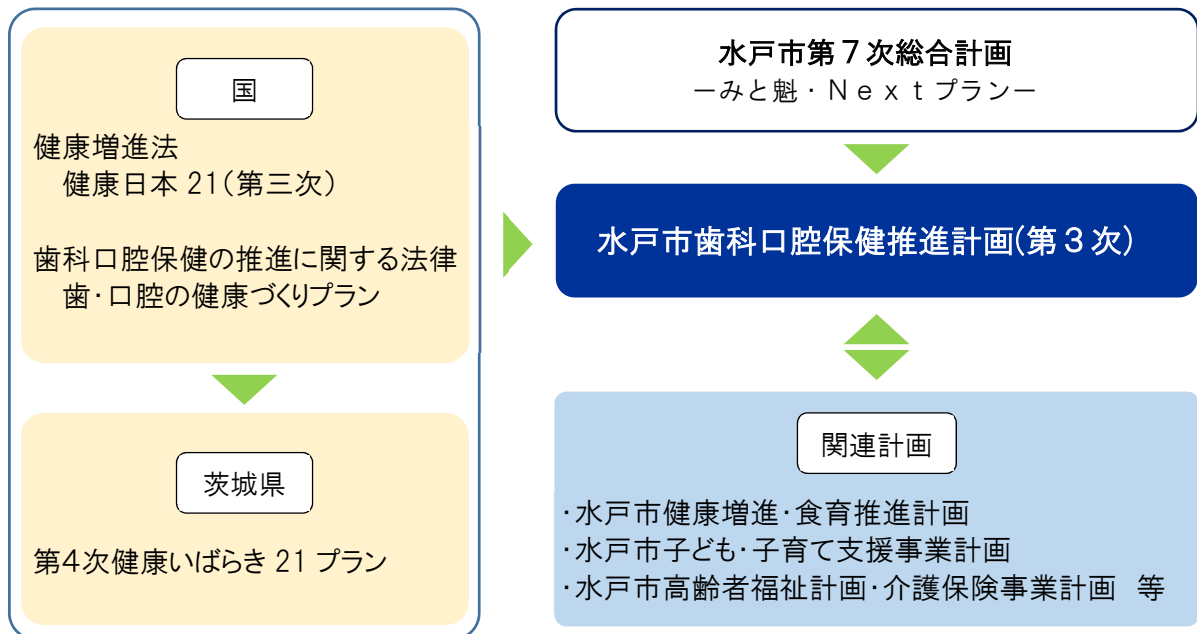 国
健康増進法
健康日本 21(第三次)
歯科口腔保健の推進に関する法律
歯・口腔の健康づくりプラン
茨城県
第4次健康いばらき 21 プラン
水戸市第7次総合計画
－みと魁・Ｎｅｘｔプラン－
水戸市歯科口腔保健推進計画(第３次)
関連計画
・水戸市健康増進・食育推進計画
・水戸市子ども・子育て支援事業計画
・水戸市高齢者福祉計画・介護保険事業計画　等